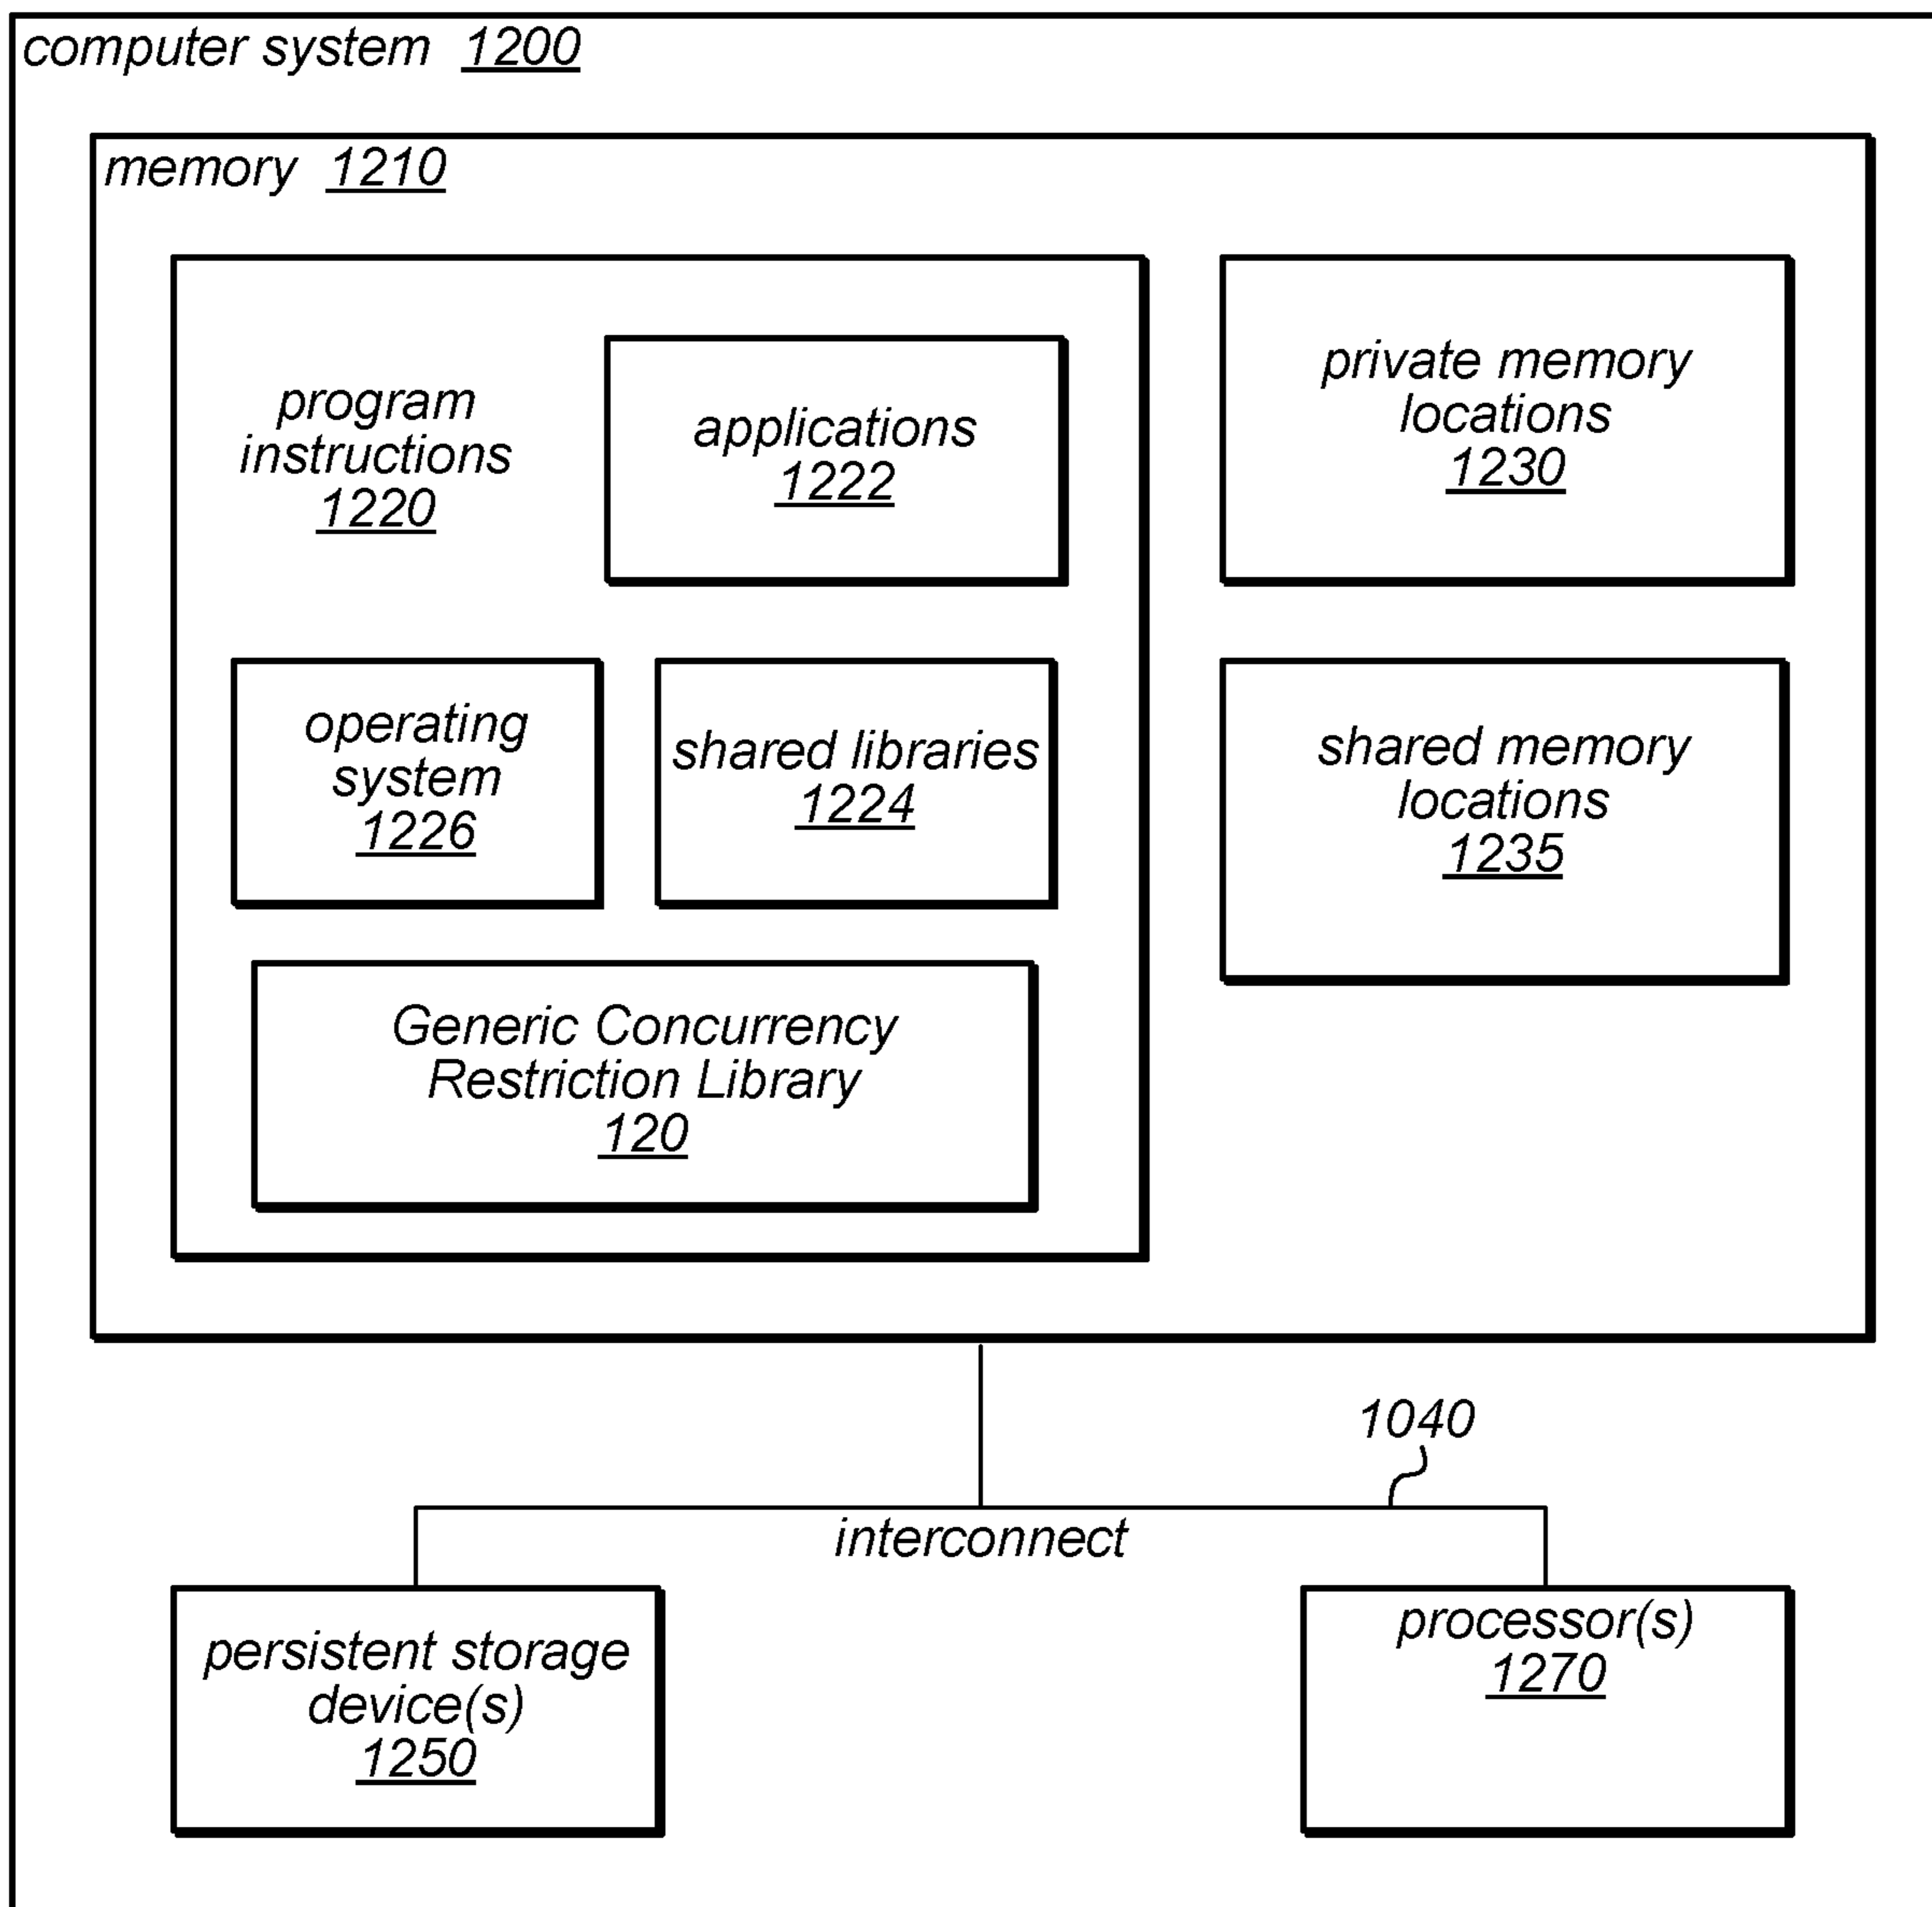 computer system 1200
memory 1210
program
instructions
1220
applications
1222
private memory
locations
1230
operating
system
1226
shared libraries
1224
shared memory
locations
1235
Generic Concurrency
Restriction Library
120
1040
interconnect
persistent storage
device(s)
1250
processor(s)
1270